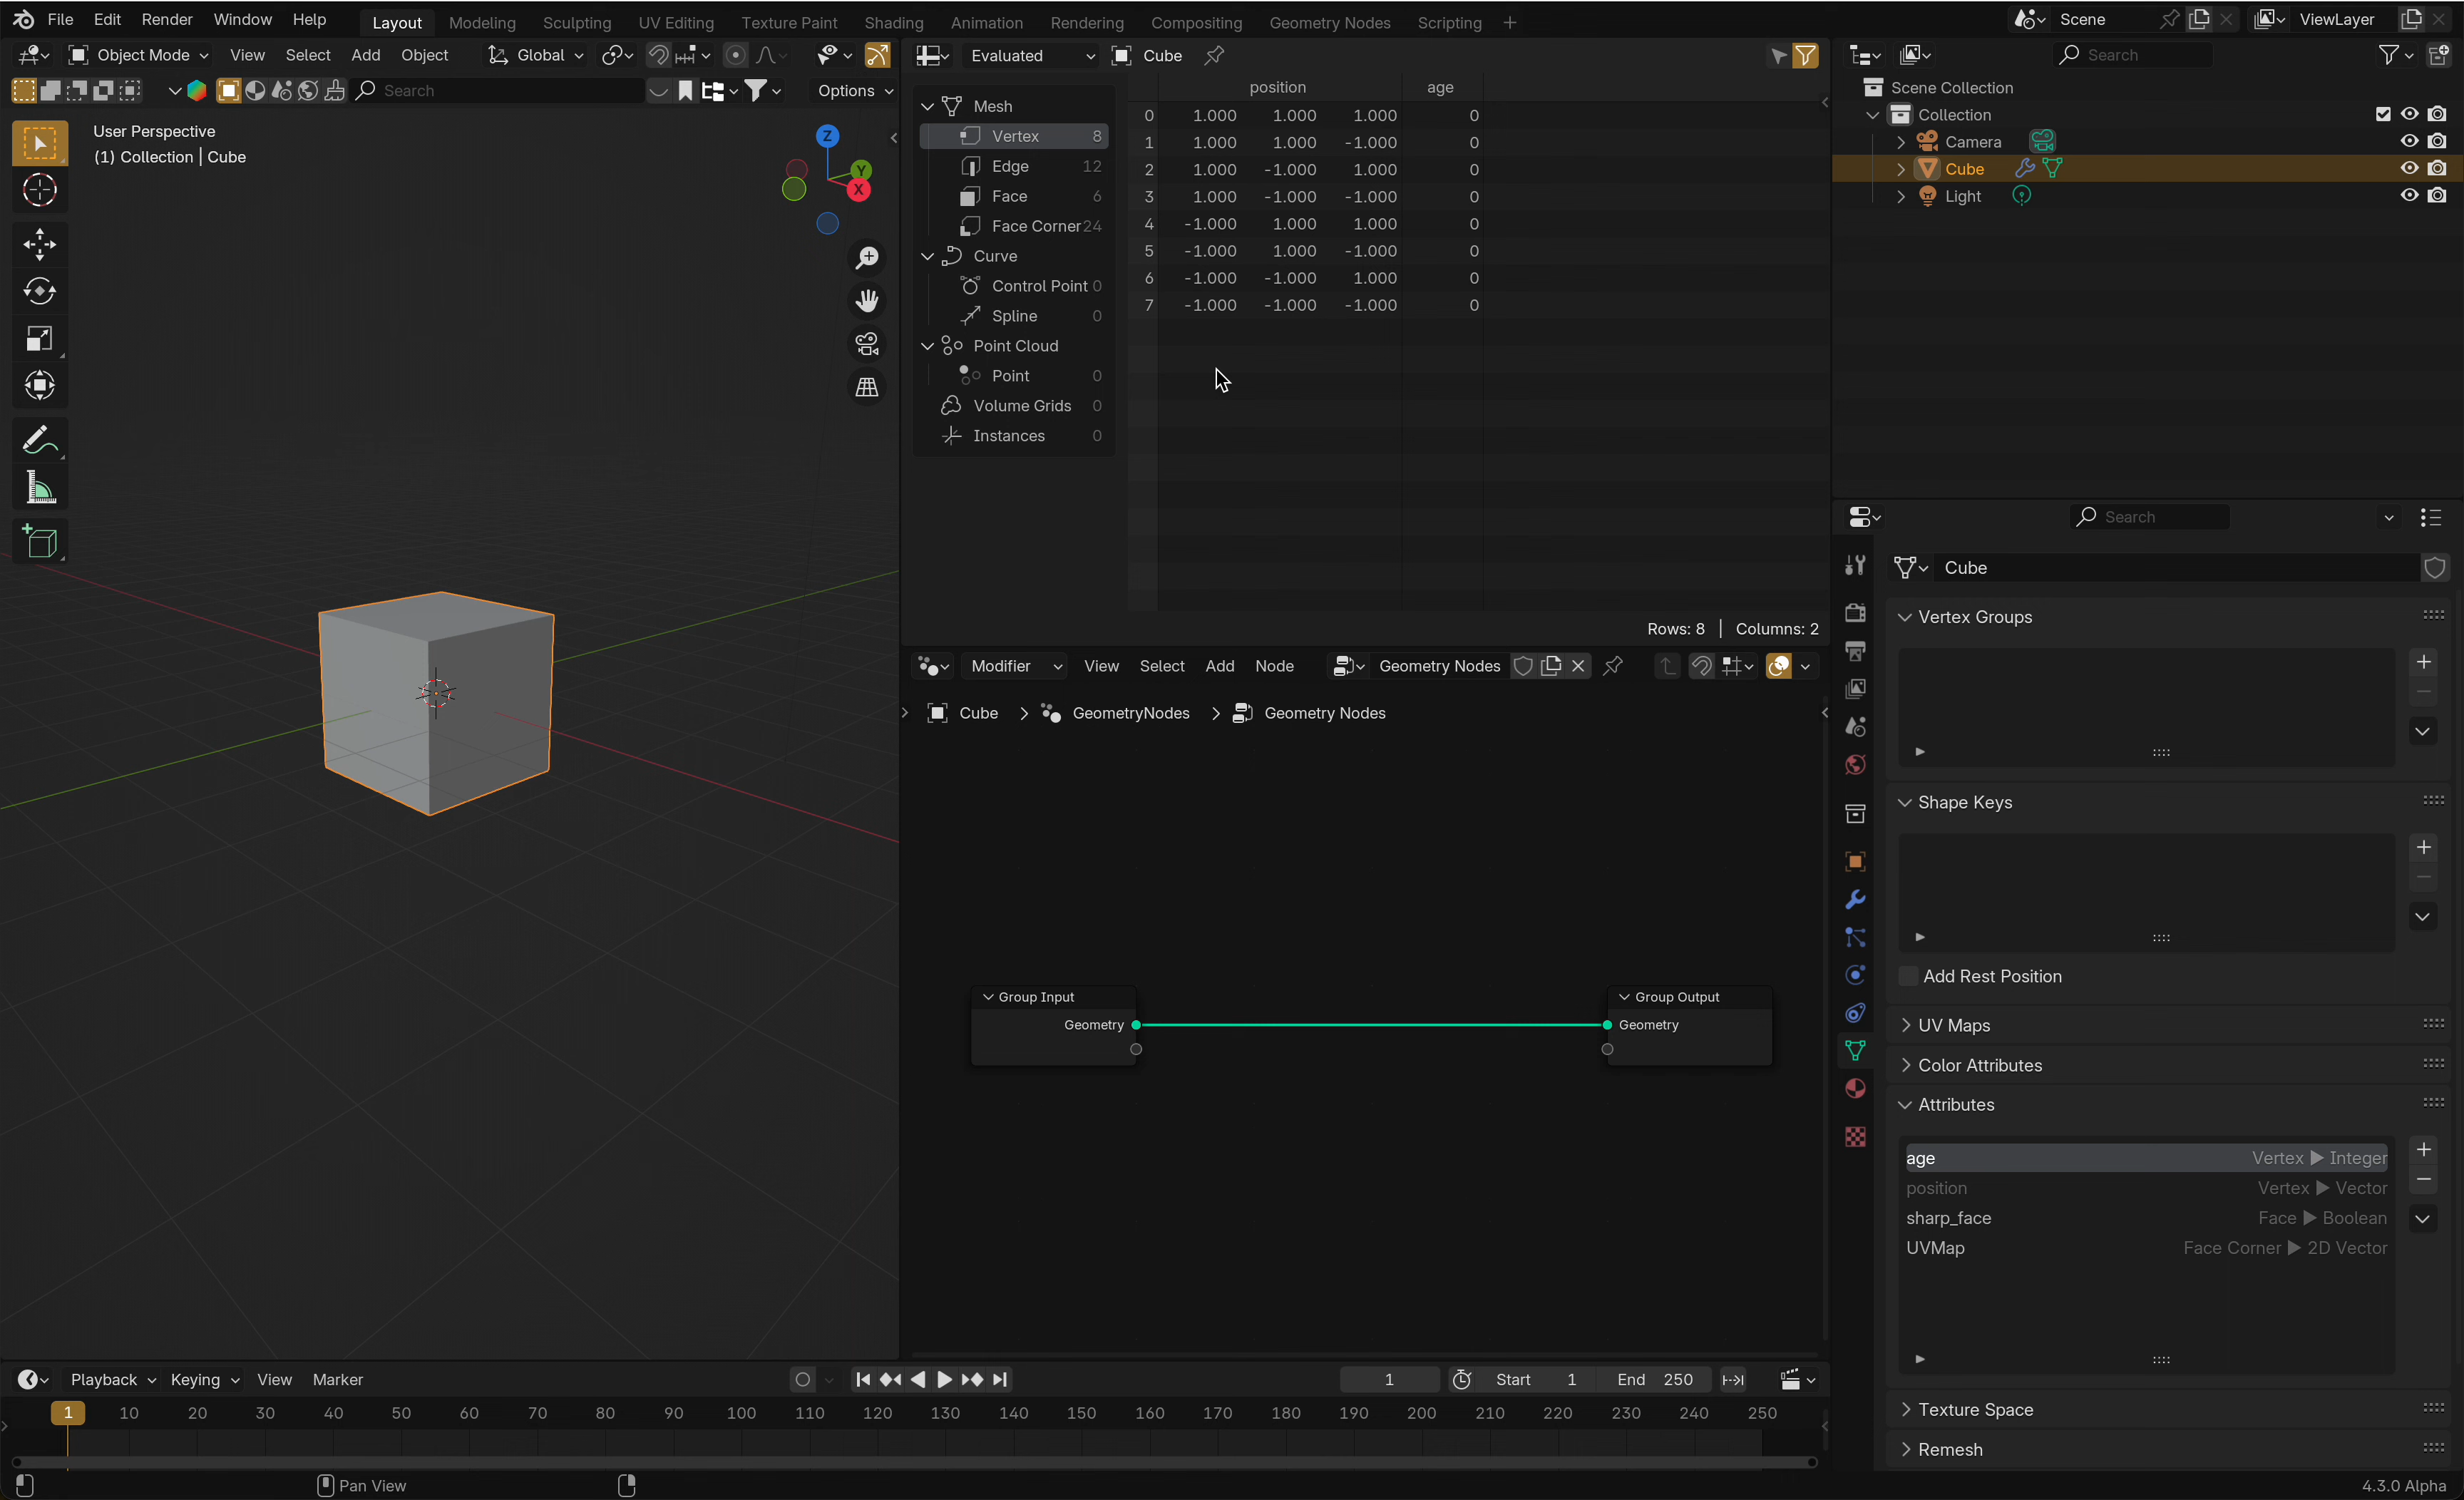 File Edit Render Window Help Layout Modeling Sculpting UV Editing Texture Paint Shading Animation Rendering Compositing Geometry Nodes Scripting + Scene ViewLayer
Object Mode View Select Add Object Global Options
Search
User Perspective
(1) Collection | Cube
Z
Y
X
Evaluated Cube
Mesh
Vertex 8
Edge 12
Face 6
Face Corner 24
Curve
Control Point 0
Spline 0
Point Cloud
Point 0
Volume Grids 0
Instances 0
position age
0 1.000 1.000 1.000 0
1 1.000 1.000 -1.000 0
2 1.000 -1.000 1.000 0
3 1.000 -1.000 -1.000 0
4 -1.000 1.000 1.000 0
5 -1.000 1.000 -1.000 0
6 -1.000 -1.000 1.000 0
7 -1.000 -1.000 -1.000 0
Rows: 8 | Columns: 2
Modifier View Select Add Node Geometry Nodes
Cube > GeometryNodes > Geometry Nodes
Group Input
Geometry
Group Output
Geometry
Search
Scene Collection
Collection
Camera
Cube
Light
Search
Cube
Vertex Groups
Shape Keys
Add Rest Position
UV Maps
Color Attributes
Attributes
age Vertex ▶ Integer
position Vertex ▶ Vector
sharp_face Face ▶ Boolean
UVMap Face Corner ▶ 2D Vector
Texture Space
Remesh
Playback Keying View Marker 1 Start 1 End 250
1 10 20 30 40 50 60 70 80 90 100 110 120 130 140 150 160 170 180 190 200 210 220 230 240 250
Pan View
4.3.0 Alpha